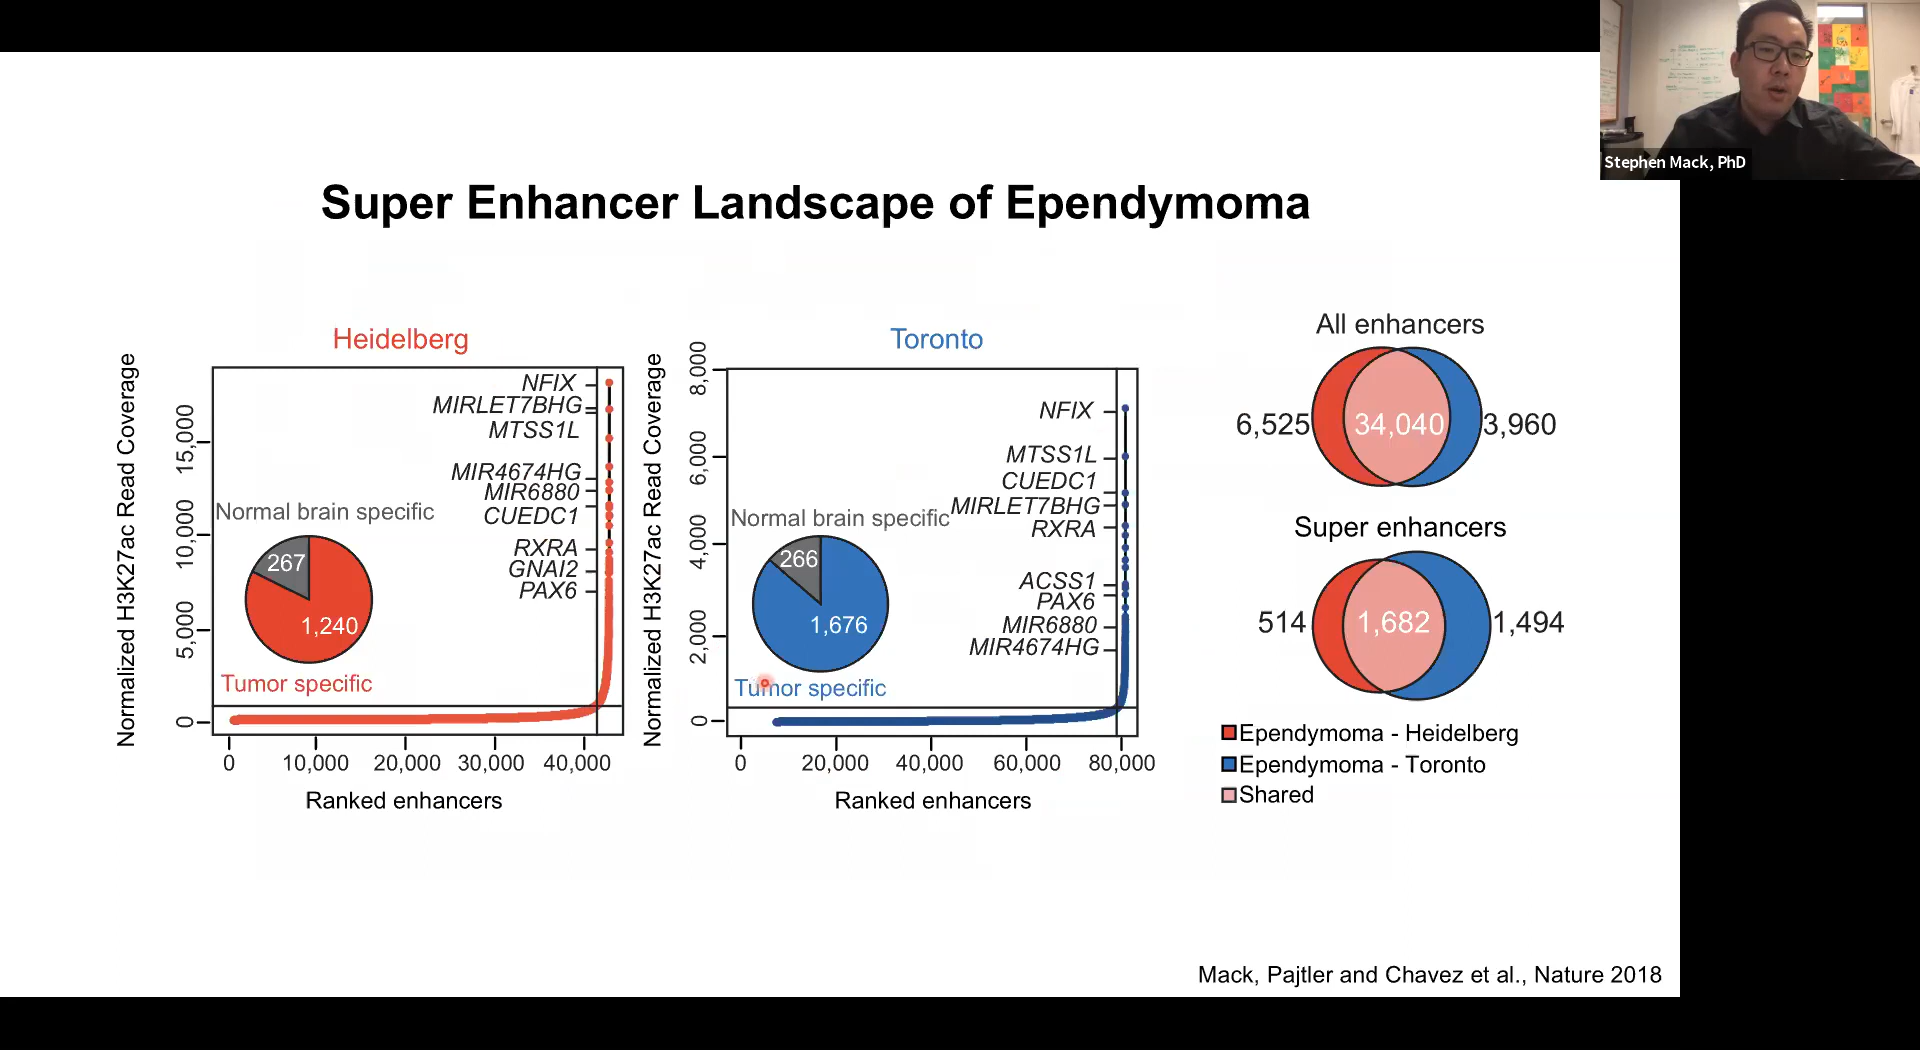 Stephen Mack, PhD
Super Enhancer Landscape of Ependymoma
Heidelberg
Normalized H3K27ac Read Coverage
15,000
10,000
5,000
0
NFIX
MIRLET7BHG
MTSS1L
MIR4674HG
MIR6880
CUEDC1
RXRA
GNAI2
PAX6
Normal brain specific
267
1,240
Tumor specific
0
10,000
20,000
30,000
40,000
Ranked enhancers
Toronto
Normalized H3K27ac Read Coverage
8,000
6,000
4,000
2,000
0
NFIX
MTSS1L
CUEDC1
MIRLET7BHG
RXRA
ACSS1
PAX6
MIR6880
MIR4674HG
Normal brain specific
266
1,676
Tumor specific
0
20,000
40,000
60,000
80,000
Ranked enhancers
All enhancers
6,525
34,040
3,960
Super enhancers
514
1,682
1,494
Ependymoma - Heidelberg
Ependymoma - Toronto
Shared
Mack, Pajtler and Chavez et al., Nature 2018